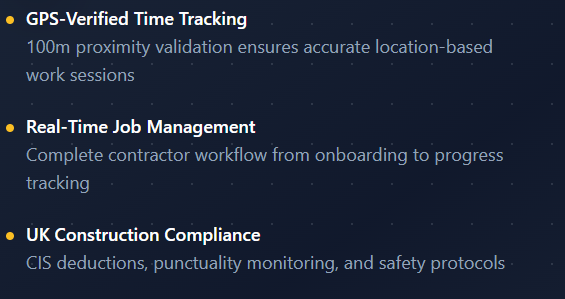 GPS-Verified Time Tracking
100m proximity validation ensures accurate location-based
work sessions
Real-Time Job Management
Complete contractor workflow from onboarding to progress
tracking
UK Construction Compliance
CIS deductions, punctuality monitoring, and safety protocols